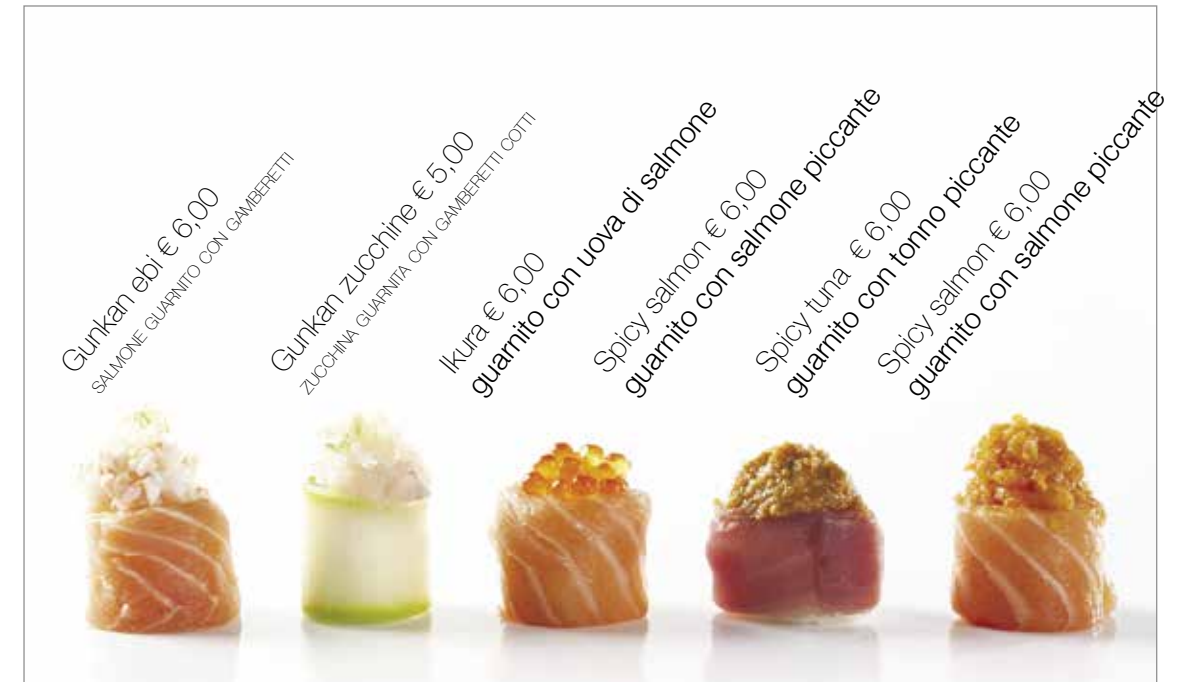 Gunkan ebi € 6,00
SALMONE GUARNITO CON GAMBERETTI
Gunkan zucchine € 5,00
ZUCCHINA GUARNITA CON GAMBERETTI COTTI
Ikura € 6,00
guarnito con uova di salmone
Spicy salmon € 6,00
guarnito con salmone piccante
Spicy tuna € 6,00
guarnito con tonno piccante
Spicy salmon € 6,00
guarnito con salmone piccante